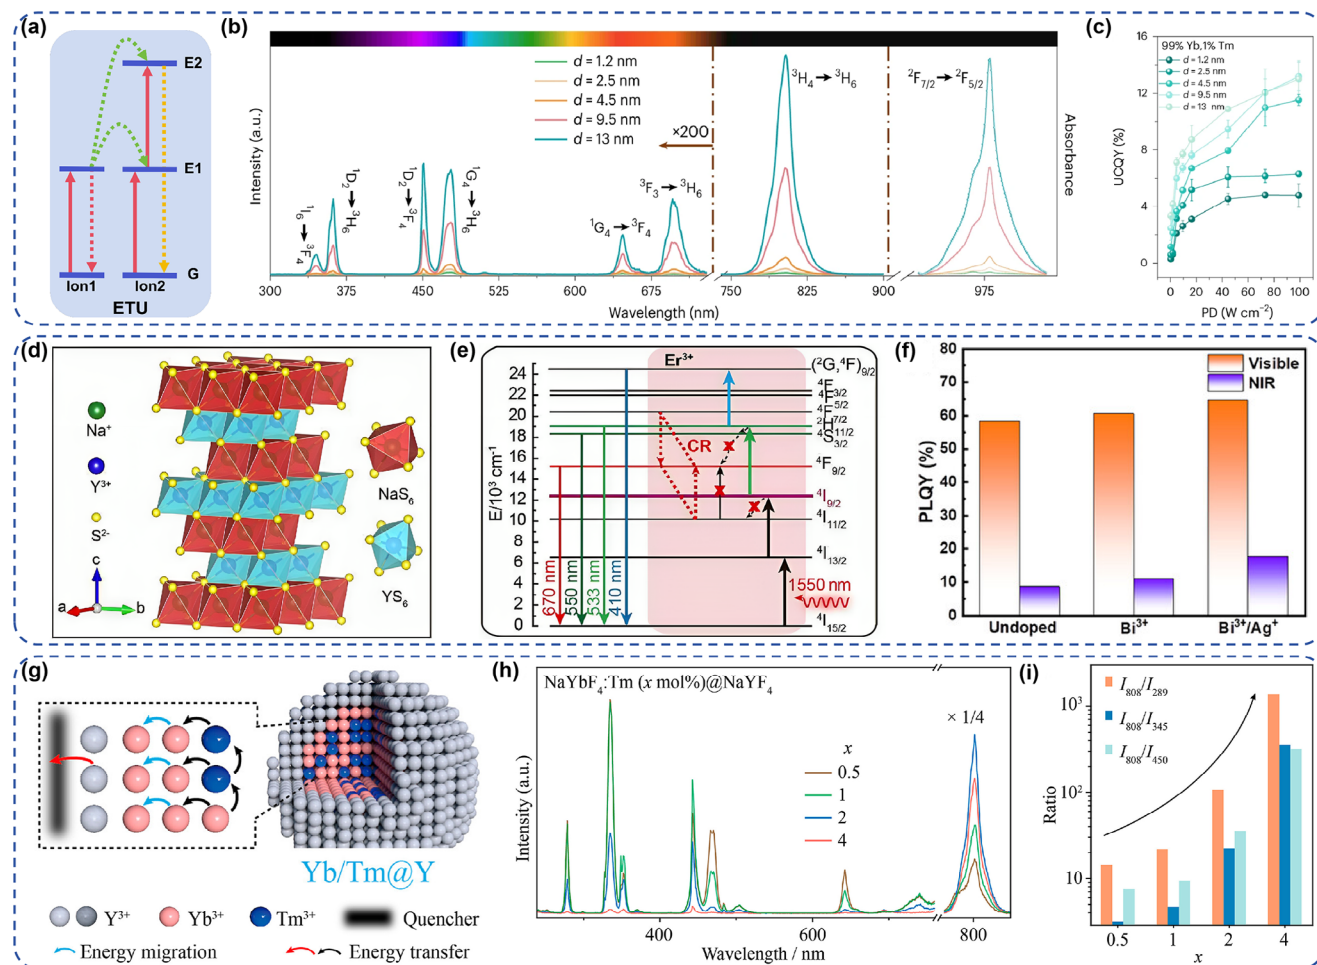 (a)
E2
E1
G
Ion1
Ion2
ETU
(b)
d = 1.2 nm
d = 2.5 nm
d = 4.5 nm
d = 9.5 nm
d = 13 nm
×200
³H₄→³H₆
²F₇/₂→²F₅/₂
¹I₆→³F₄
¹D₂→³H₆
¹D₂→³F₄
¹G₄→³H₆
¹G₄→³F₄
³F₃→³H₆
Intensity (a.u.)
Absorbance
300 375 450 525 600 675 745 825 900 975
Wavelength (nm)
(c)
99% Yb,1% Tm
d = 1.2 nm
d = 2.5 nm
d = 4.5 nm
d = 9.5 nm
d = 13 nm
UCQY (%)
16
12
8
4
0
0 20 40 60 80 100
PD (W cm⁻²)
(d)
Na⁺
Y³⁺
S²⁻
c
a
b
NaS₆
YS₆
(e)
Er³⁺
E/10³ cm⁻¹
24
22
20
18
16
14
12
10
8
6
4
2
0
(²G,⁴F)₉/₂
⁴F₃/₂
⁴F₅/₂
⁴F₇/₂
²H₁₁/₂
⁴S₃/₂
⁴F₉/₂
⁴I₉/₂
⁴I₁₁/₂
⁴I₁₃/₂
⁴I₁₅/₂
CR
670 nm
550 nm
533 nm
410 nm
1550 nm
(f)
Visible
NIR
PLQY (%)
80
70
60
50
40
30
20
10
0
Undoped
Bi³⁺
Bi³⁺/Ag⁺
(g)
Yb/Tm@Y
Y³⁺
Yb³⁺
Tm³⁺
Quencher
Energy migration
Energy transfer
(h)
NaYbF₄:Tm (x mol%)@NaYF₄
× 1/4
x
0.5
1
2
4
Intensity (a.u.)
400 600 800
Wavelength / nm
(i)
I₈₀₈/I₂₈₉
I₈₀₈/I₃₄₅
I₈₀₈/I₄₅₀
Ratio
10³
10²
10
0.5 1 2 4
x